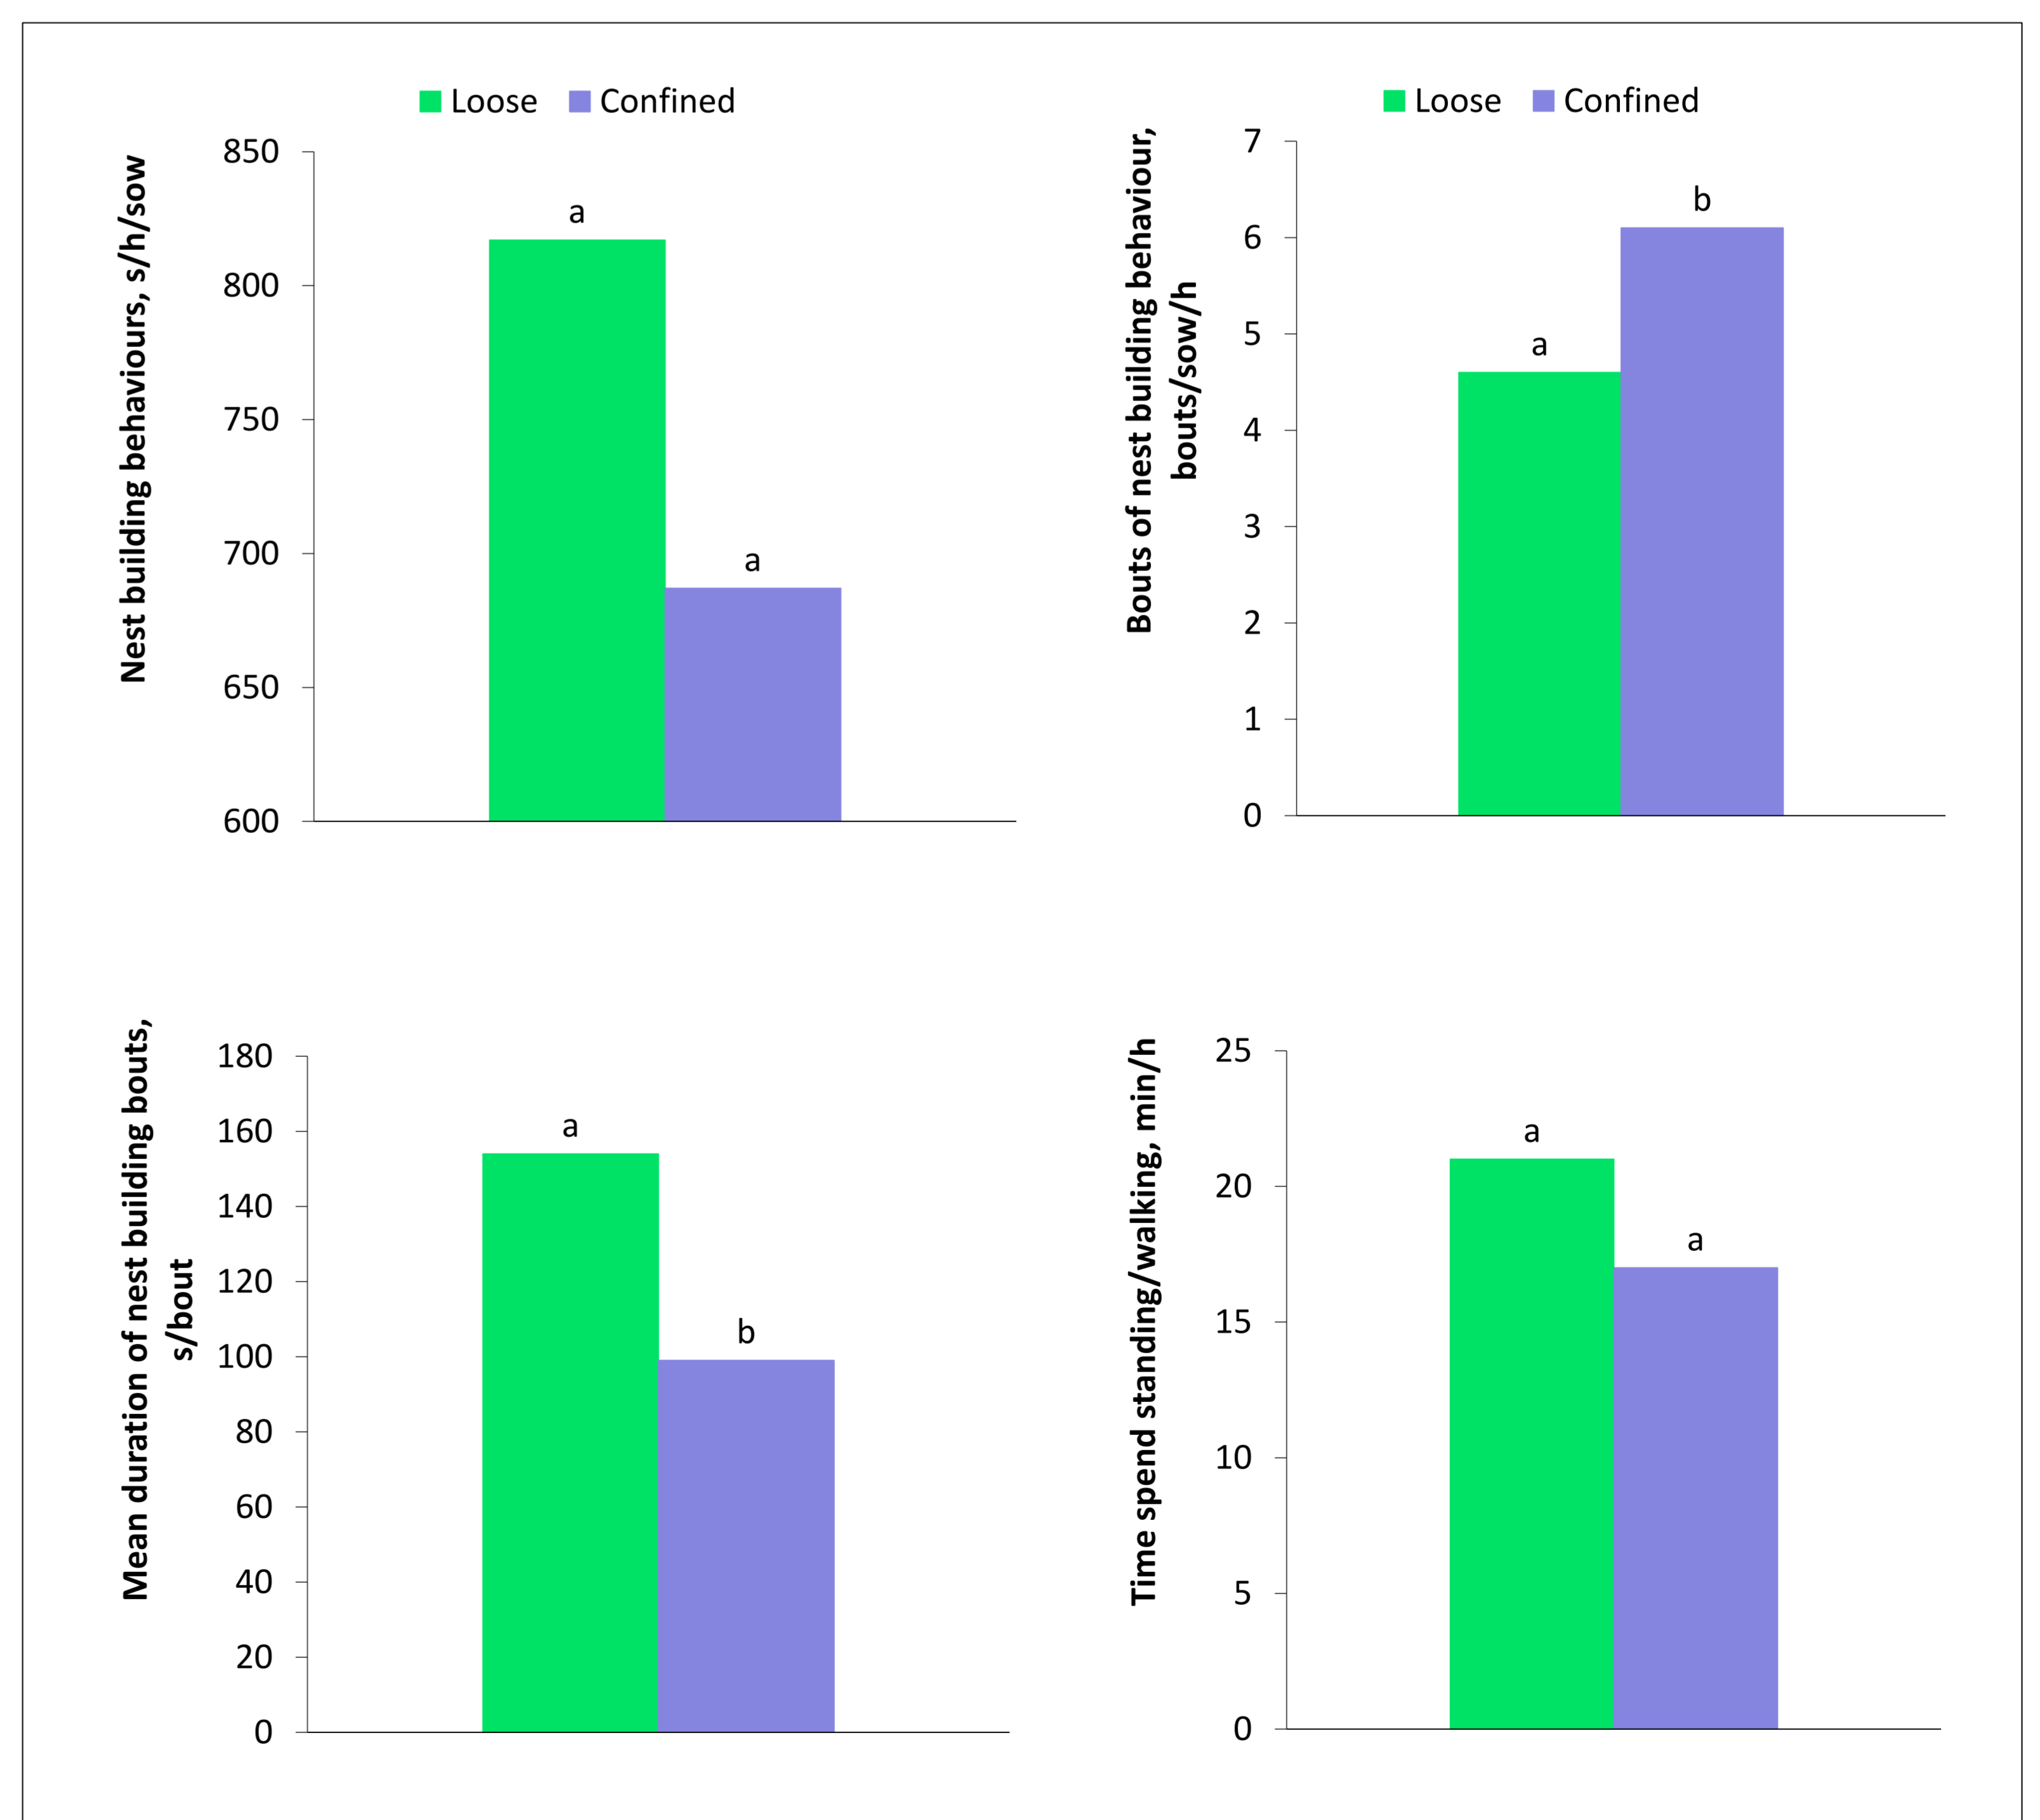 Loose Confined
Nest building behaviours, s/h/sow
850
800
750
700
650
600
a
a
Loose Confined
Bouts of nest building behaviour,
bouts/sow/h
7
6
5
4
3
2
1
0
a
b
Mean duration of nest building bouts,
s/bout
180
160
140
120
100
80
60
40
20
0
a
b
Time spend standing/walking, min/h
25
20
15
10
5
0
a
a